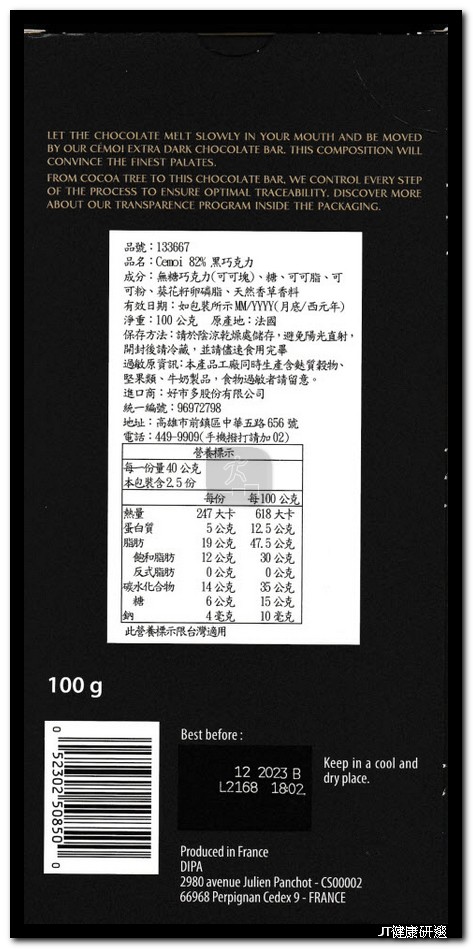 LET THE CHOCOLATE MELT SLOWLY IN YOUR MOUTH AND BE MOVED
BY OUR CÉMOI EXTRA DARK CHOCOLATE BAR. THIS COMPOSITION WILL
CONVINCE THE FINEST PALATES.
FROM COCOA TREE TO THIS CHOCOLATE BAR, WE CONTROL EVERY STEP
OF THE PROCESS TO ENSURE OPTIMAL TRACEABILITY. DISCOVER MORE
ABOUT OUR TRANSPARENCE PROGRAM INSIDE THE PACKAGING.
品號：133667
品名：Cemoi 82% 黑巧克力
成分：無糖巧克力(可可塊)、糖、可可脂、可
可粉、葵花籽卵磷脂、天然香草香料
有效日期：如包裝所示MM/YYYY(月底/西元年)
淨重：100 公克 原產地：法國
保存方法：請於陰涼乾燥處儲存，避免陽光直射，
開封後請冷藏，並請儘速食用完畢
過敏原資訊：本產品工廠同時生產含麩質穀物、
堅果類、牛奶製品，食物過敏者請留意。
進口商：好市多股份有限公司
統一編號：96972798
地址：高雄市前鎮區中華五路 656 號
電話：449-9909(手機撥打請加 02)
營養標示
每一份量 40 公克
本包裝含 2.5 份
每份 每 100 公克
熱量 247 大卡 618 大卡
蛋白質 5 公克 12.5 公克
脂肪 19 公克 47.5 公克
飽和脂肪 12 公克 30 公克
反式脂肪 0 公克 0 公克
碳水化合物 14 公克 35 公克
糖 6 公克 15 公克
鈉 4 毫克 10 毫克
此營養標示限台灣適用
100 g
0 52302 50850 0
Best before :
12 2023 B
L2168 18:02
Keep in a cool and
dry place.
Produced in France
DIPA
2980 avenue Julien Panchot - CS00002
66968 Perpignan Cedex 9 - FRANCE
JT健康研選